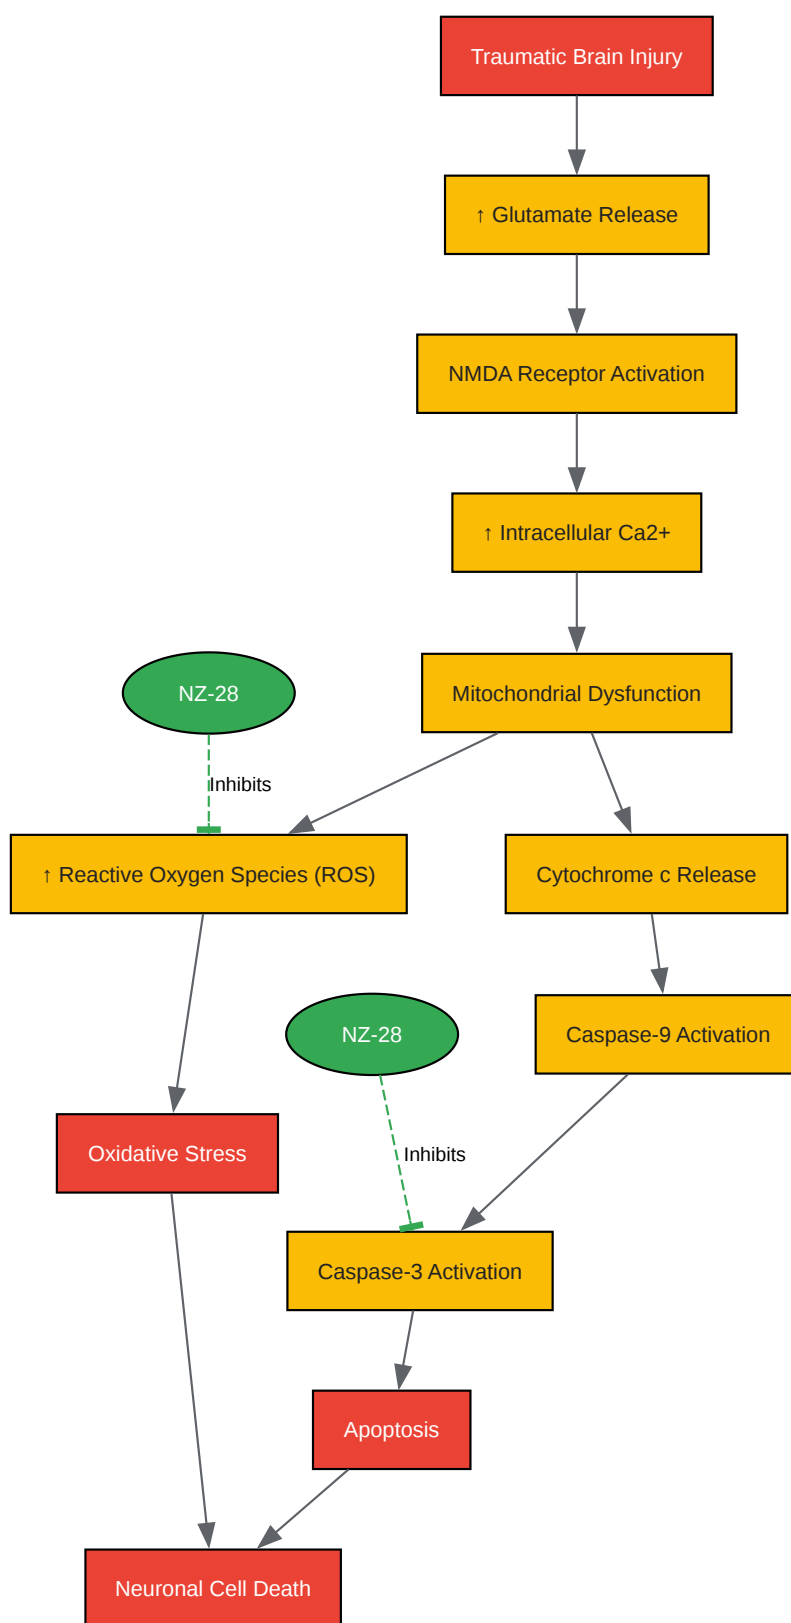 Traumatic Brain Injury
↑ Glutamate Release
NMDA Receptor Activation
↑ Intracellular Ca2+
NZ-28
Mitochondrial Dysfunction
Inhibits
↑ Reactive Oxygen Species (ROS)
Cytochrome c Release
NZ-28
Caspase-9 Activation
Oxidative Stress
Inhibits
Caspase-3 Activation
Apoptosis
Neuronal Cell Death